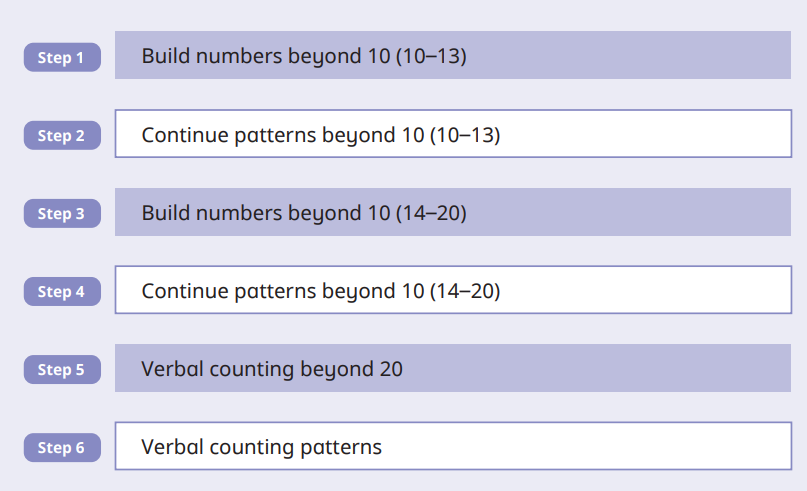 Step 1 Build numbers beyond 10 (10–13)
Step 2 Continue patterns beyond 10 (10–13)
Step 3 Build numbers beyond 10 (14–20)
Step 4 Continue patterns beyond 10 (14–20)
Step 5 Verbal counting beyond 20
Step 6 Verbal counting patterns